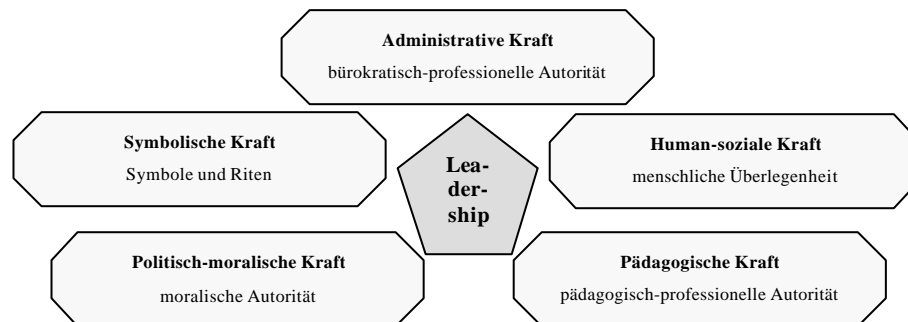 Administrative Kraft
bürokratisch-professionelle Autorität
Symbolische Kraft
Symbole und Riten
Human-soziale Kraft
menschliche Überlegenheit
Lea-
der-
ship
Politisch-moralische Kraft
moralische Autorität
Pädagogische Kraft
pädagogisch-professionelle Autorität